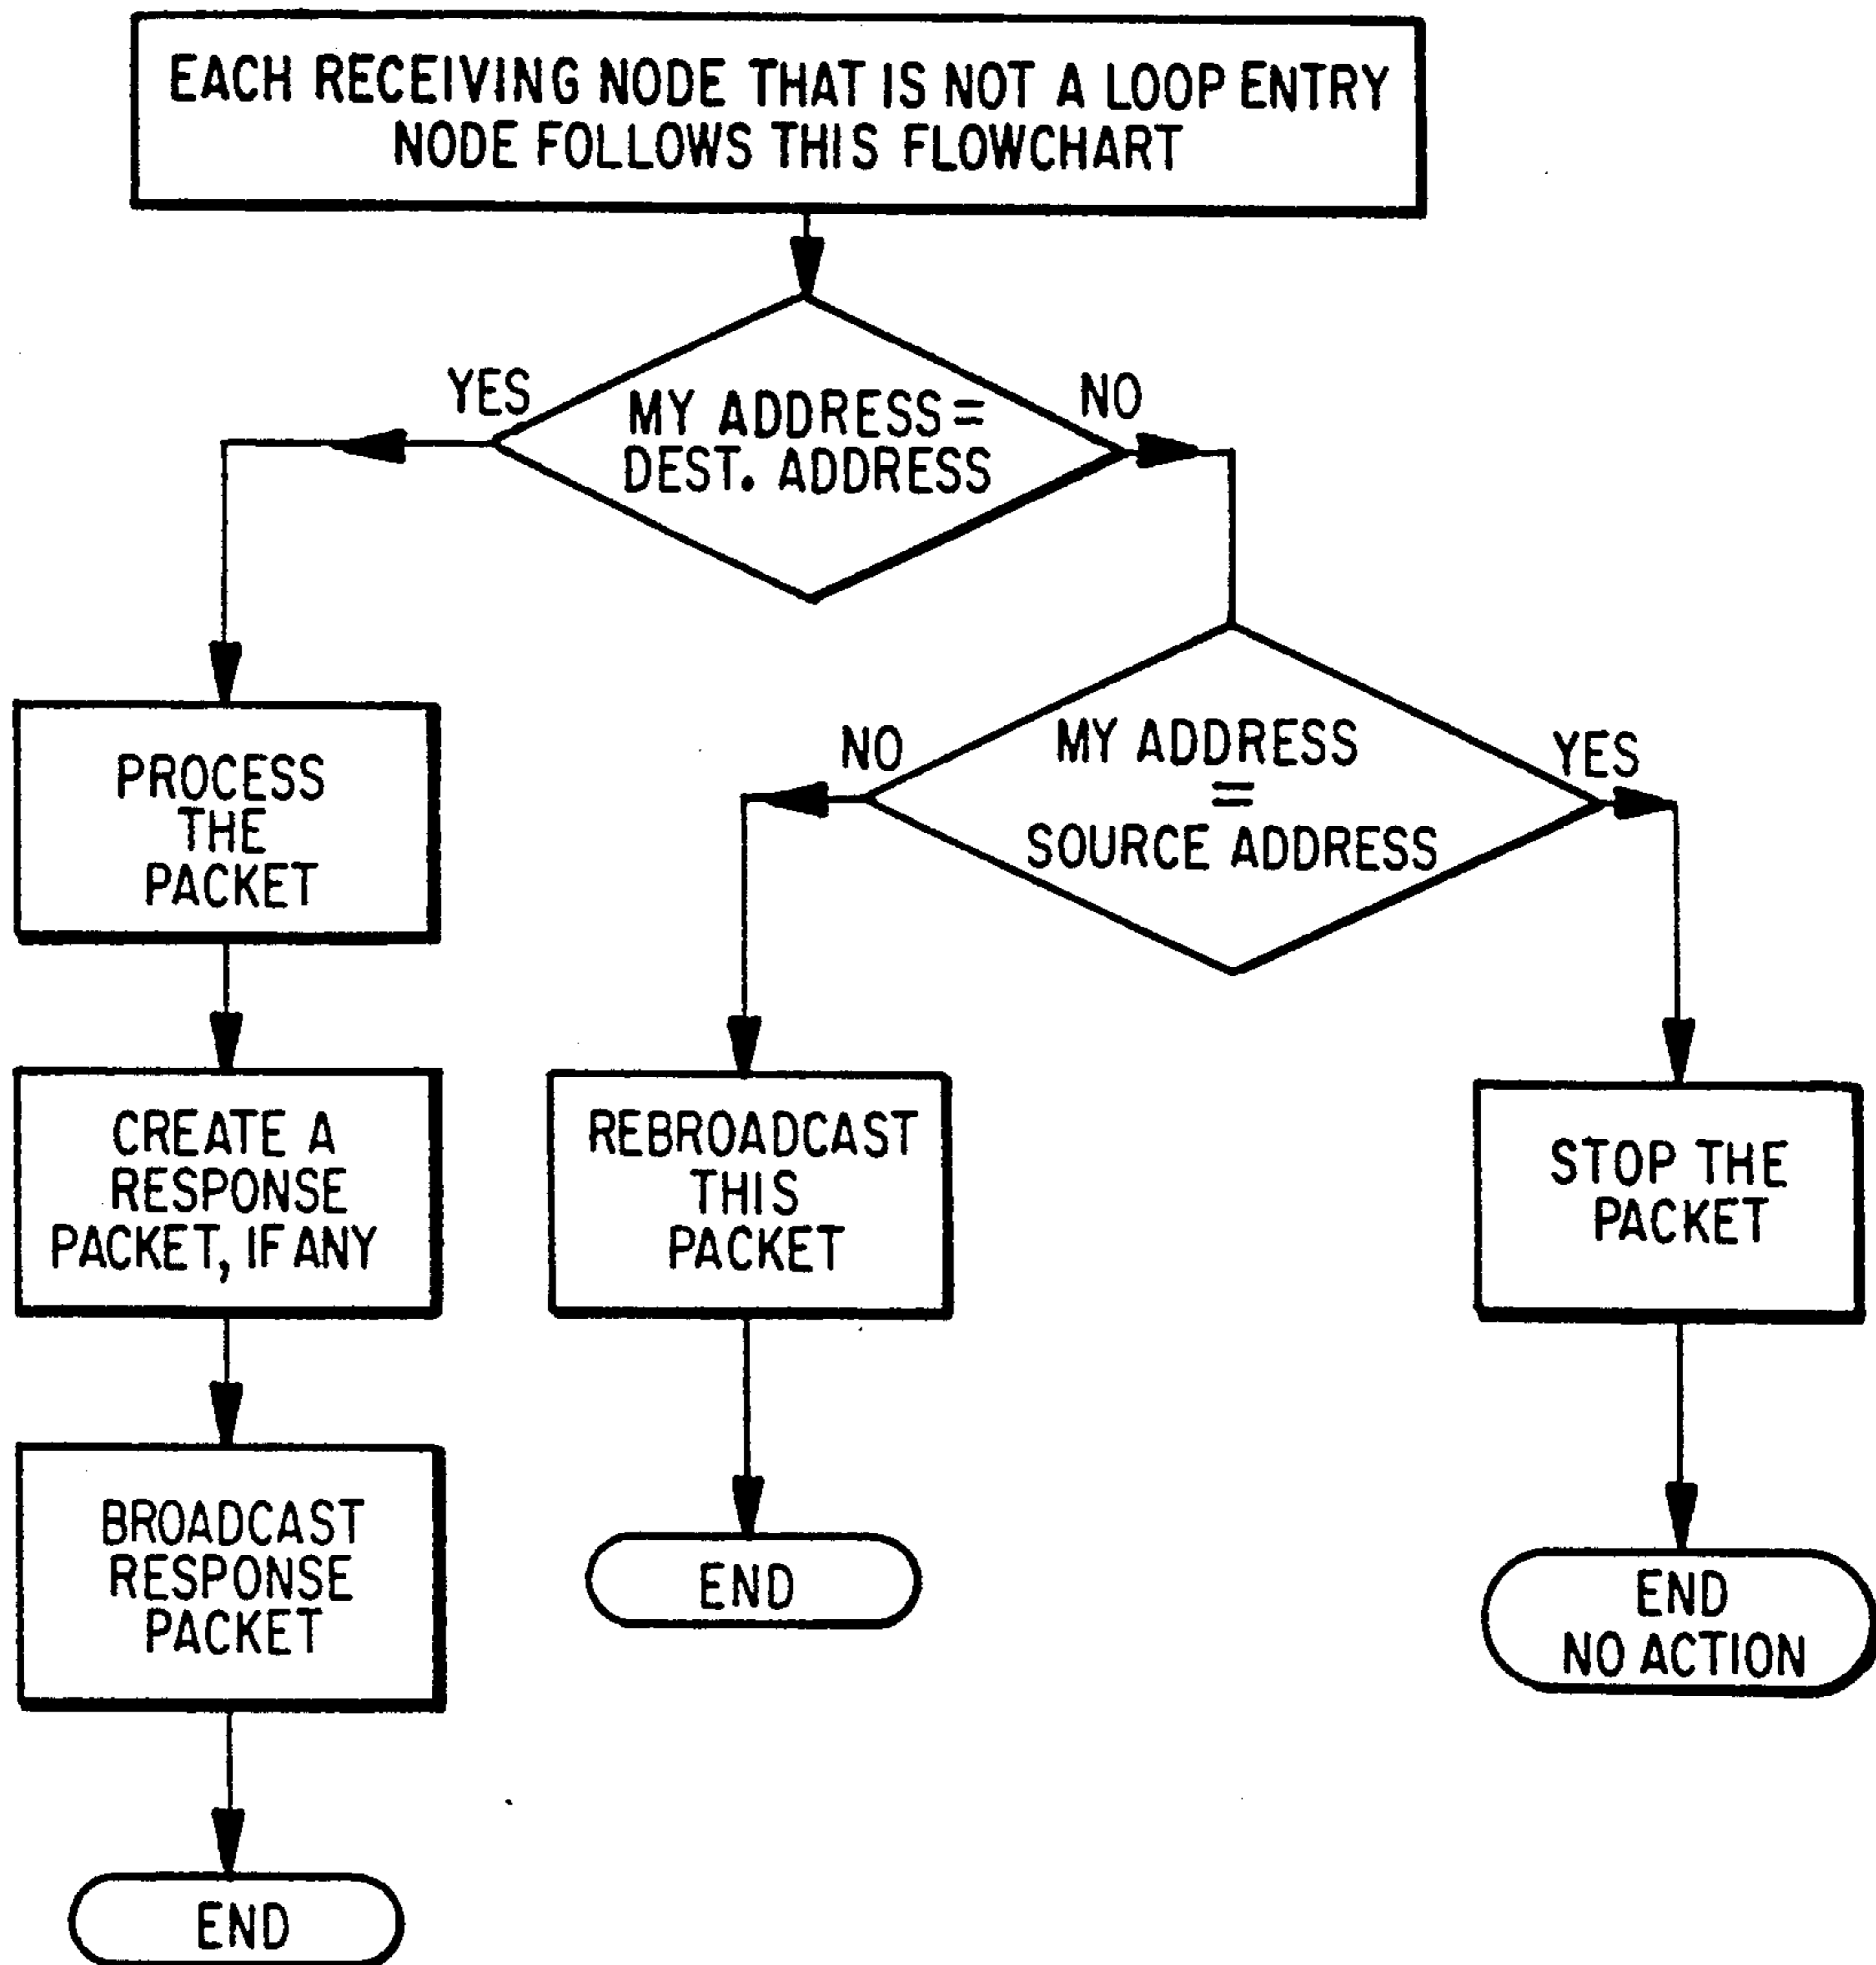 EACH RECEIVING NODE THAT IS NOT A LOOP ENTRY
NODE FOLLOWS THIS FLOWCHART
YES
MY ADDRESS =
DEST. ADDRESS
NO
PROCESS
THE
PACKET
NO
MY ADDRESS
=
SOURCE ADDRESS
YES
CREATE A
RESPONSE
PACKET, IF ANY
REBROADCAST
THIS
PACKET
STOP THE
PACKET
BROADCAST
RESPONSE
PACKET
END
END
NO ACTION
END